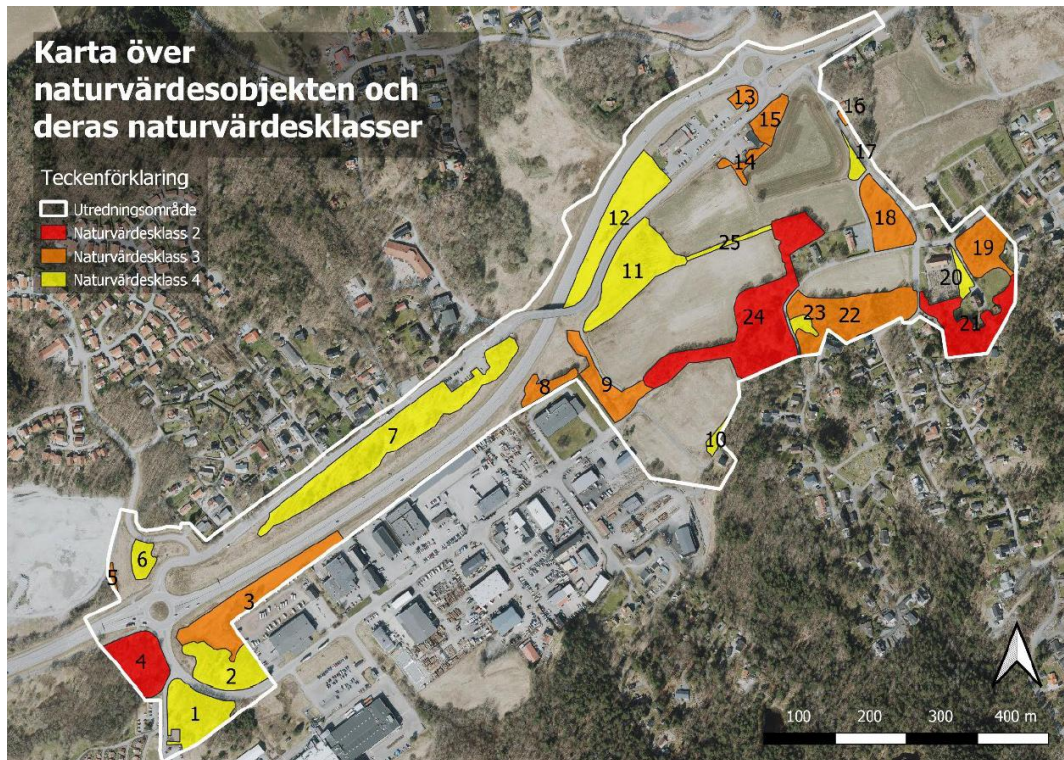 Karta över
naturvärdesobjekten och
deras naturvärdesklasser
Teckenförklaring
Utredningsområde
Naturvärdesklass 2
Naturvärdesklass 3
Naturvärdesklass 4
13
16
15
14
17
12
18
25
11
19
20
24
23
22
21
8
9
7
10
6
5
3
4
2
1
100 200 300 400 m